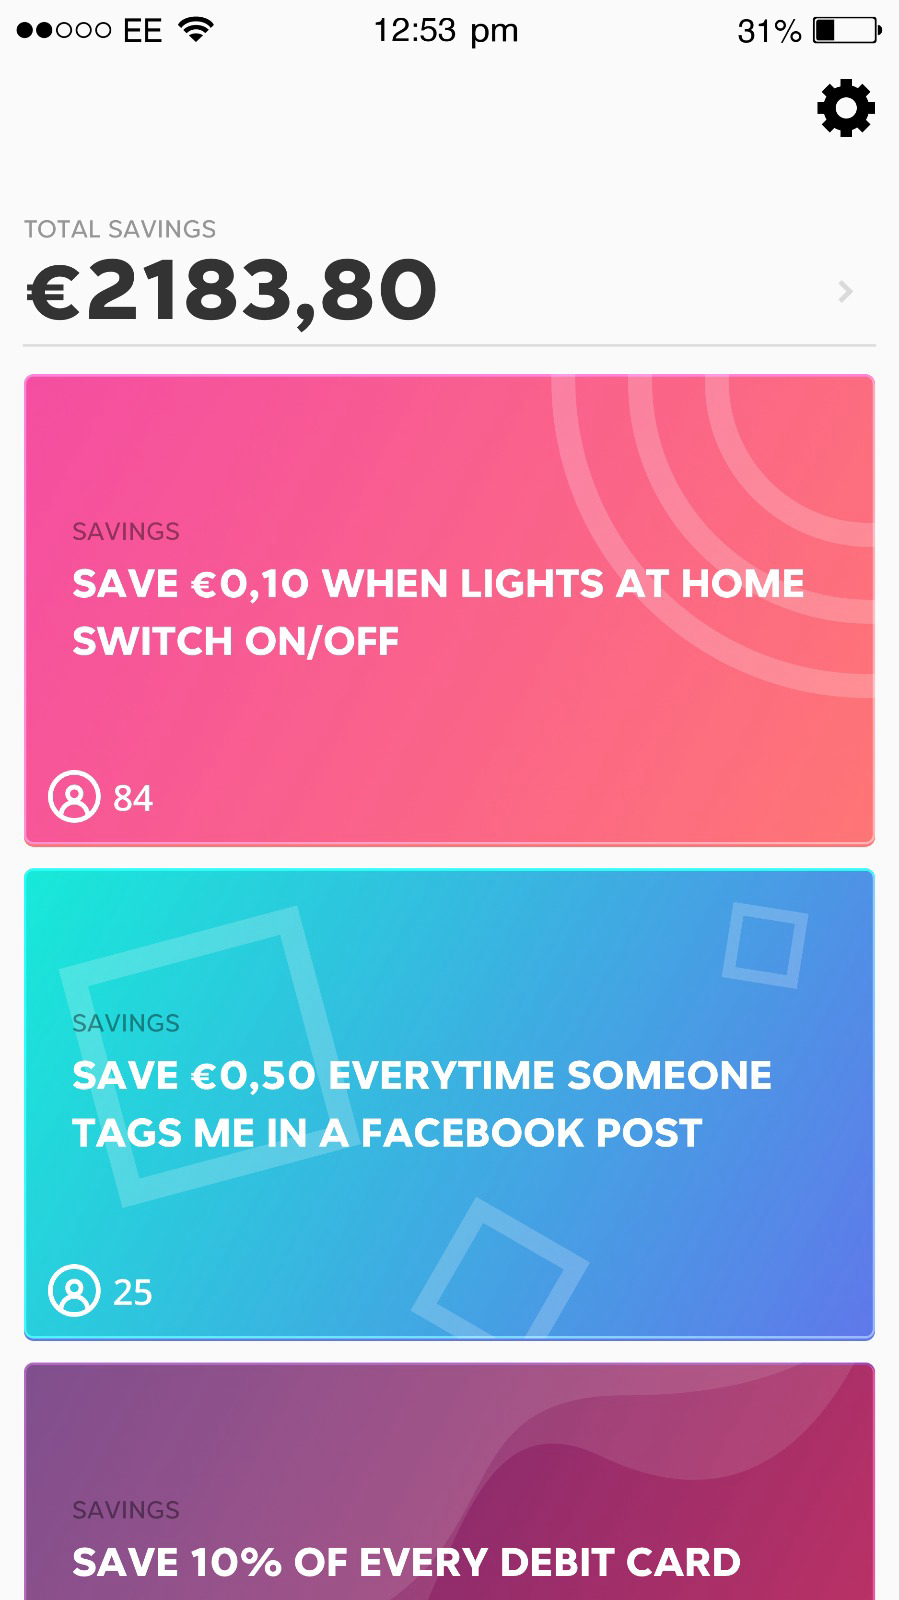 EE 12:53 pm 31%
TOTAL SAVINGS
€2183,80
SAVINGS
SAVE €0,10 WHEN LIGHTS AT HOME
SWITCH ON/OFF
84
SAVINGS
SAVE €0,50 EVERYTIME SOMEONE
TAGS ME IN A FACEBOOK POST
25
SAVINGS
SAVE 10% OF EVERY DEBIT CARD